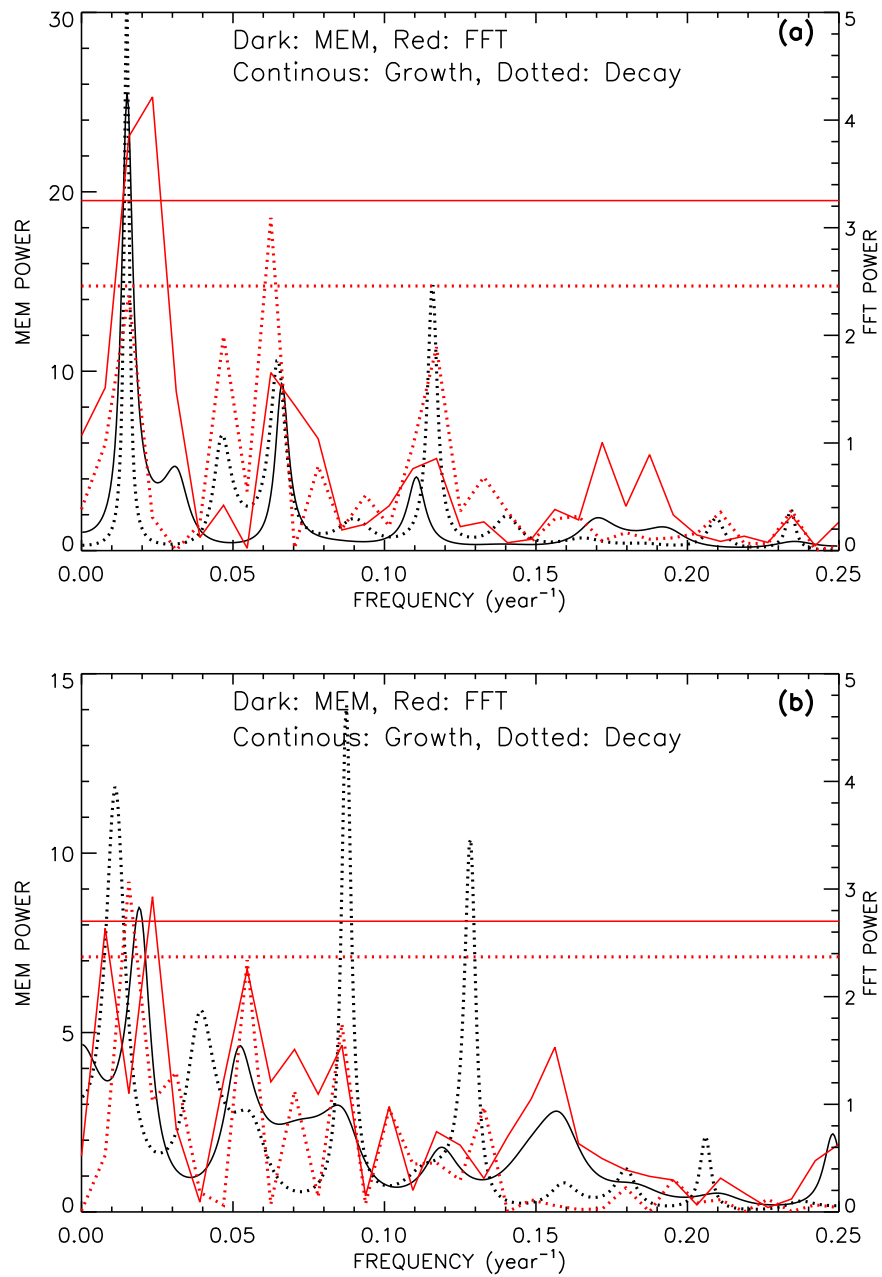 Dark: MEM, Red: FFT
Continous: Growth, Dotted: Decay
(a)
30
20
10
0
MEM POWER
5
4
3
2
1
0
FFT POWER
0.00 0.05 0.10 0.15 0.20 0.25
FREQUENCY (year⁻¹)
Dark: MEM, Red: FFT
Continous: Growth, Dotted: Decay
(b)
15
10
5
0
MEM POWER
5
4
3
2
1
0
FFT POWER
0.00 0.05 0.10 0.15 0.20 0.25
FREQUENCY (year⁻¹)